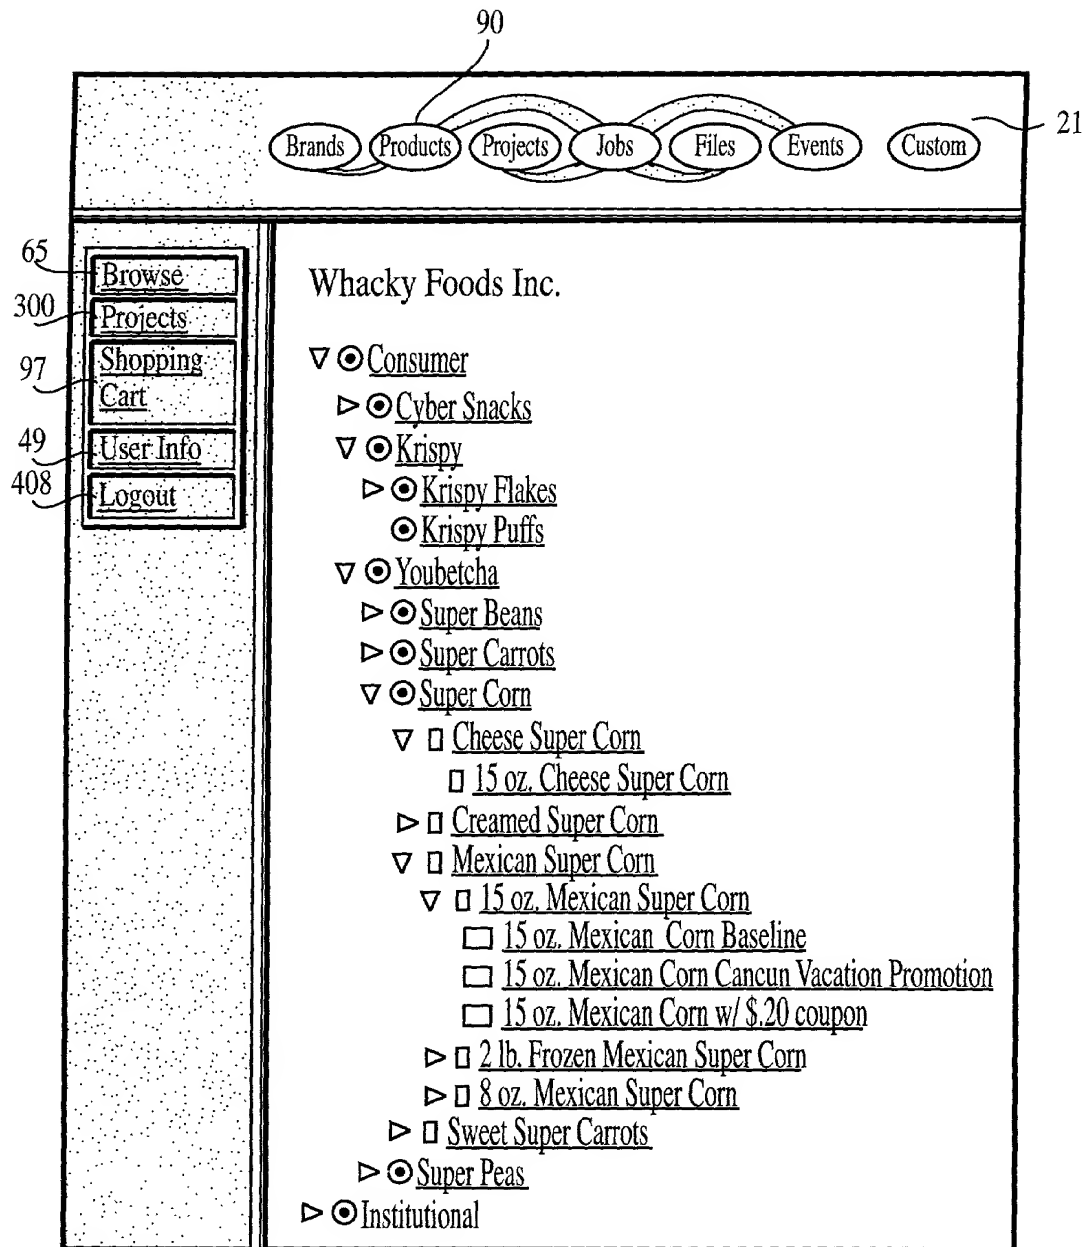 90
Brands Products Projects Jobs Files Events Custom
21
65
Browse
300
Projects
97
Shopping
Cart
49
User Info
408
Logout
Whacky Foods Inc.
Consumer
Cyber Snacks
Krispy
Krispy Flakes
Krispy Puffs
Youbetcha
Super Beans
Super Carrots
Super Corn
Cheese Super Corn
15 oz. Cheese Super Corn
Creamed Super Corn
Mexican Super Corn
15 oz. Mexican Super Corn
15 oz. Mexican Corn Baseline
15 oz. Mexican Corn Cancun Vacation Promotion
15 oz. Mexican Corn w/ $.20 coupon
2 lb. Frozen Mexican Super Corn
8 oz. Mexican Super Corn
Sweet Super Carrots
Super Peas
Institutional